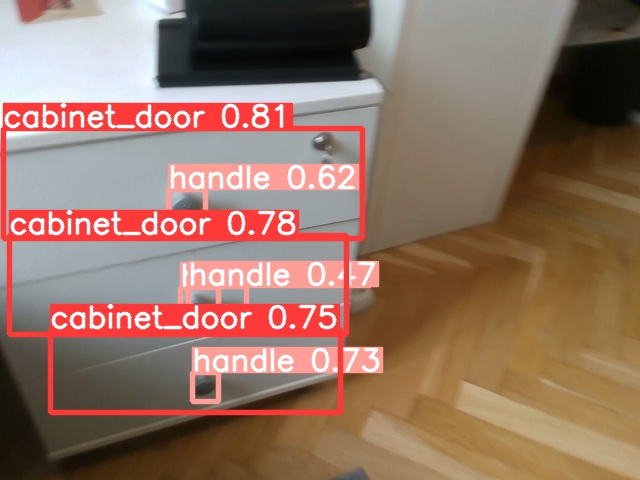 cabinet_door 0.81
handle 0.62
cabinet_door 0.78
handle 0.47
cabinet_door 0.75
handle 0.73